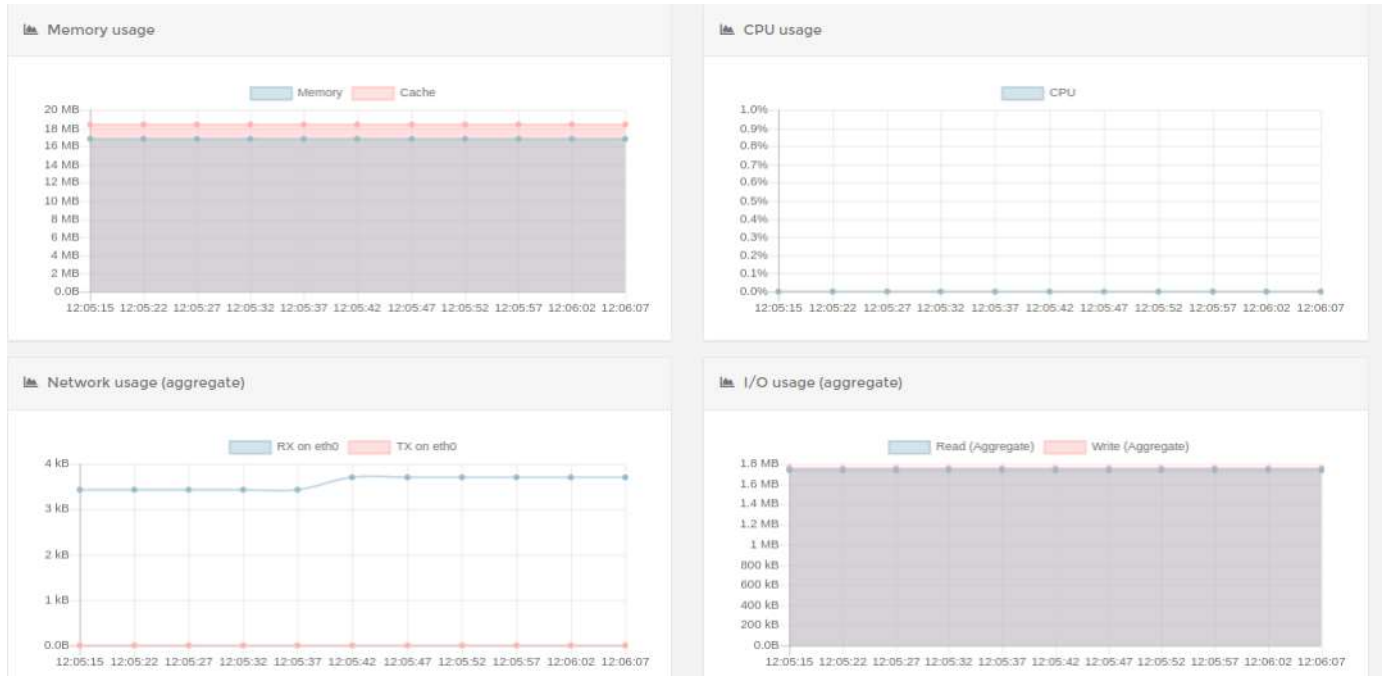 Memory usage
Memory Cache
20 MB
18 MB
16 MB
14 MB
12 MB
10 MB
8 MB
6 MB
4 MB
2 MB
0.0B
12:05:15 12:05:22 12:05:27 12:05:32 12:05:37 12:05:42 12:05:47 12:05:52 12:05:57 12:06:02 12:06:07
CPU usage
CPU
1.0%
0.9%
0.8%
0.7%
0.6%
0.5%
0.4%
0.3%
0.2%
0.1%
0.0%
12:05:15 12:05:22 12:05:27 12:05:32 12:05:37 12:05:42 12:05:47 12:05:52 12:05:57 12:06:02 12:06:07
Network usage (aggregate)
RX on eth0 TX on eth0
4 kB
3 kB
2 kB
1 kB
0.0B
12:05:15 12:05:22 12:05:27 12:05:32 12:05:37 12:05:42 12:05:47 12:05:52 12:05:57 12:06:02 12:06:07
I/O usage (aggregate)
Read (Aggregate) Write (Aggregate)
1.8 MB
1.6 MB
1.4 MB
1.2 MB
1 MB
800 kB
600 kB
400 kB
200 kB
0.0B
12:05:15 12:05:22 12:05:27 12:05:32 12:05:37 12:05:42 12:05:47 12:05:52 12:05:57 12:06:02 12:06:07